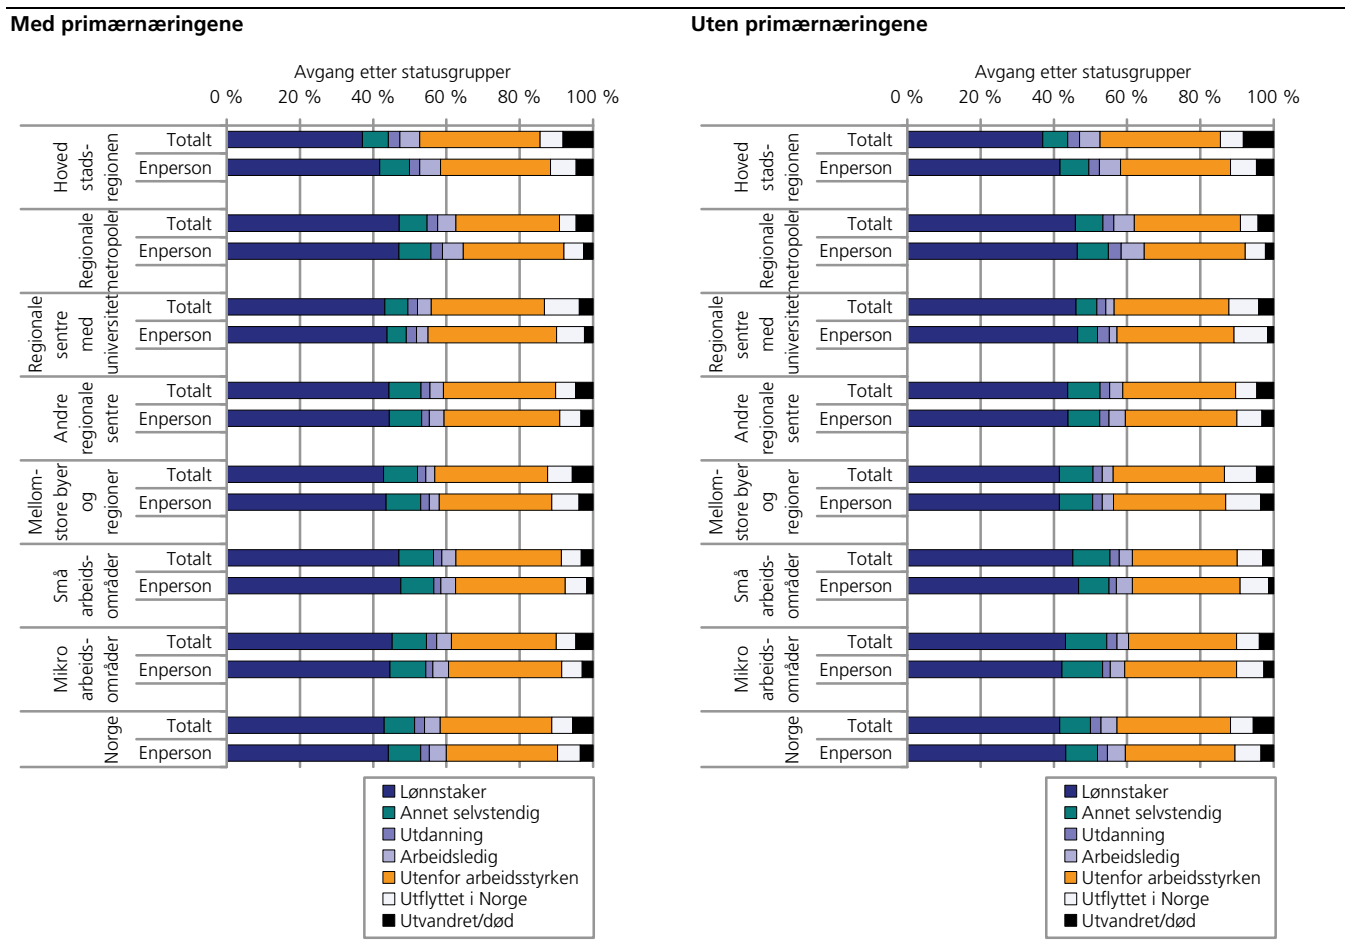 Med primærnæringene
Avgang etter statusgrupper
0 % 20 % 40 % 60 % 80 % 100 %
Hoved
stads-
regionen
Totalt
Enperson
Regionale
metropoler
Totalt
Enperson
Regionale
sentre
med
universitet
Totalt
Enperson
Andre
regionale
sentre
Totalt
Enperson
Mellom-
store byer
og
regioner
Totalt
Enperson
Små
arbeids-
områder
Totalt
Enperson
Mikro
arbeids-
områder
Totalt
Enperson
Norge
Totalt
Enperson
Lønnstaker
Annet selvstendig
Utdanning
Arbeidsledig
Utenfor arbeidsstyrken
Utflyttet i Norge
Utvandret/død
Uten primærnæringene
Avgang etter statusgrupper
0 % 20 % 40 % 60 % 80 % 100 %
Hoved
stads-
regionen
Totalt
Enperson
Regionale
metropoler
Totalt
Enperson
Regionale
sentre
med
universitet
Totalt
Enperson
Andre
regionale
sentre
Totalt
Enperson
Mellom-
store byer
og
regioner
Totalt
Enperson
Små
arbeids-
områder
Totalt
Enperson
Mikro
arbeids-
områder
Totalt
Enperson
Norge
Totalt
Enperson
Lønnstaker
Annet selvstendig
Utdanning
Arbeidsledig
Utenfor arbeidsstyrken
Utflyttet i Norge
Utvandret/død